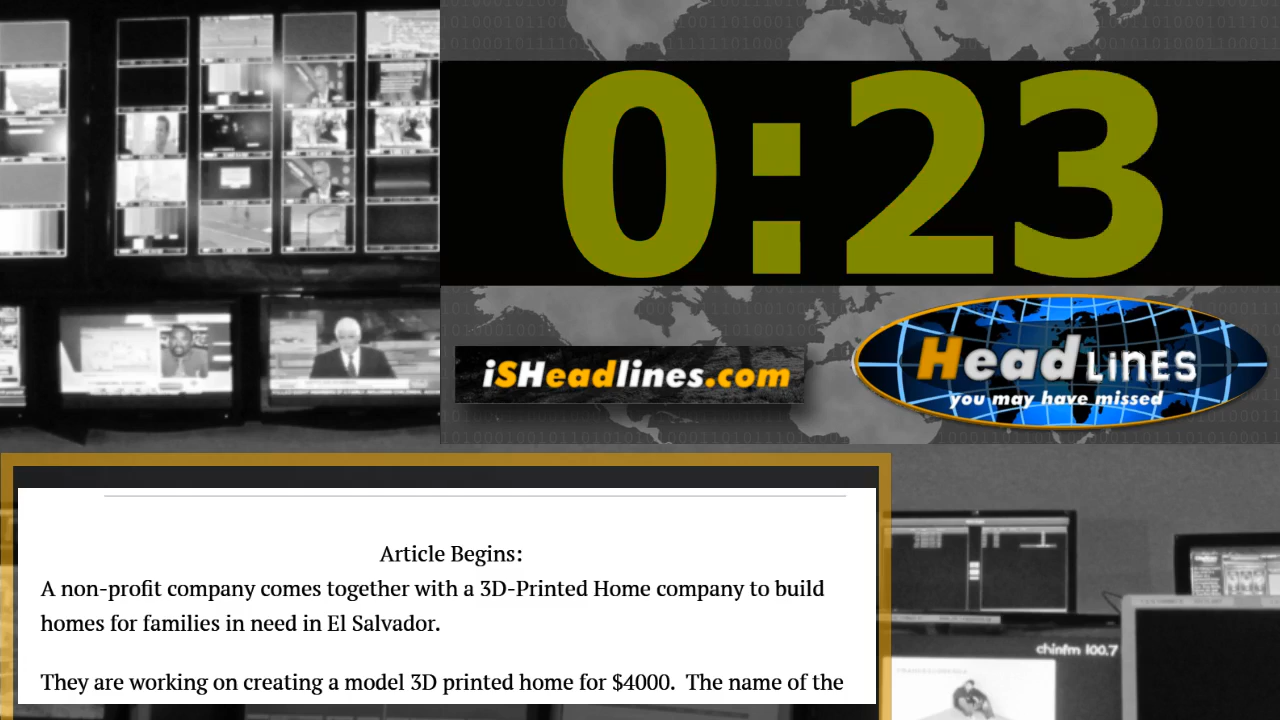 0:23
iSHeadlines.com
HeadLINES
you may have missed
Article Begins:
A non-profit company comes together with a 3D-Printed Home company to build
homes for families in need in El Salvador.
They are working on creating a model 3D printed home for $4000.  The name of the
chinfm 100.7